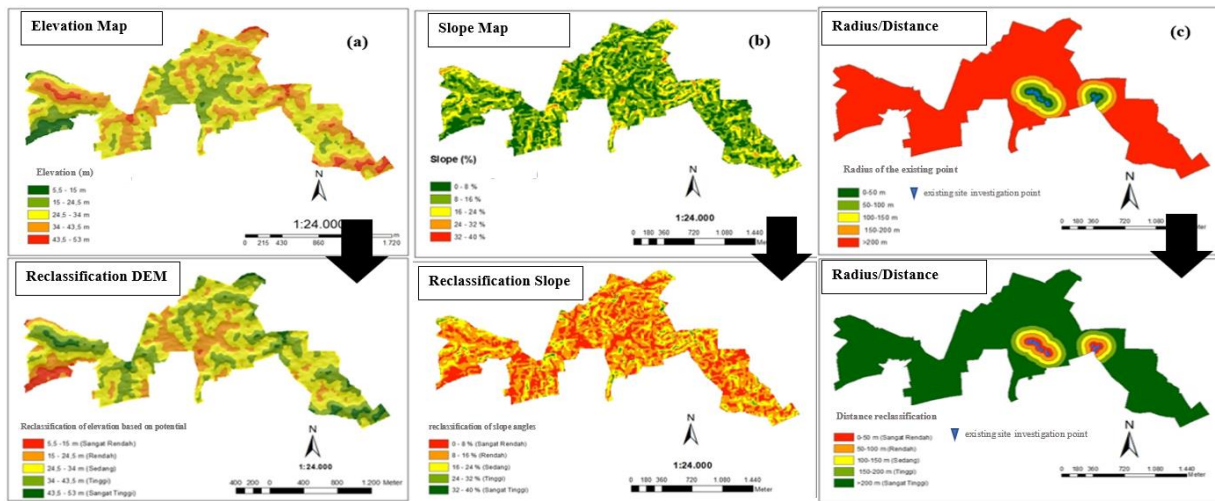 Elevation Map
(a)
Elevation (m)
5,5 - 15 m
15 - 24,5 m
24,5 - 34 m
34 - 43,5 m
43,5 - 53 m
N
1:24.000
0 215 430 860 1.720
m
Slope Map
(b)
Slope (%)
0 - 8 %
8 - 16 %
16 - 24 %
24 - 32 %
32 - 40 %
N
1:24.000
0 180 360 720 1.080 1.440
Meter
Radius/Distance
(c)
Radius of the existing point
0-50 m
50-100 m
100-150 m
150-200 m
>200 m
existing site investigation point
N
1:24.000
0 180 360 720 1.080 1.440
Meter
Reclassification DEM
Reclassification of elevation based on potential
5,5 -15 m (Sangat Rendah)
15 - 24,5 m (Rendah)
24,5 - 34 m (Sedang)
34 - 43,5 m (Tinggi)
43,5 - 53 m (Sangat Tinggi)
N
1:24.000
400 200 0 400 800 1.200 Meter
Reclassification Slope
reclassification of slope angles
0 - 8 % (Sangat Rendah)
8 - 16 % (Rendah)
16 - 24 % (Sedang)
24 - 32 % (Tinggi)
32 - 40 % (Sangat Tinggi)
N
1:24.000
0 180 360 720 1.080 1.440
Meter
Radius/Distance
Distance reclassification
0-50 m (Sangat Rendah)
50-100 m (Rendah)
100-150 m (Sedang)
150-200 m (Tinggi)
>200 m (Sangat Tinggi)
existing site investigation point
N
1:24.000
0 180 360 720 1.080 1.440
Meter